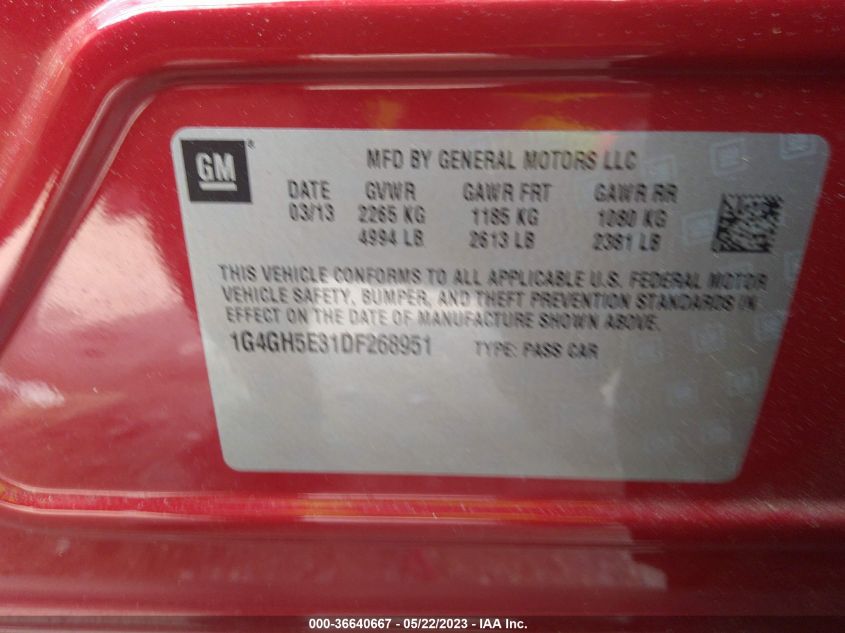 GM®
MFD BY GENERAL MOTORS LLC
DATE GVWR GAWR FRT GAWR RR
03/13 2265 KG 1185 KG 1080 KG
4994 LB 2613 LB 2381 LB
THIS VEHICLE CONFORMS TO ALL APPLICABLE U.S. FEDERAL MOTOR
VEHICLE SAFETY, BUMPER, AND THEFT PREVENTION STANDARDS IN
EFFECT ON THE DATE OF MANUFACTURE SHOWN ABOVE.
1G4GH5E31DF268951 TYPE: PASS CAR
000-36640667 - 05/22/2023 - IAA Inc.